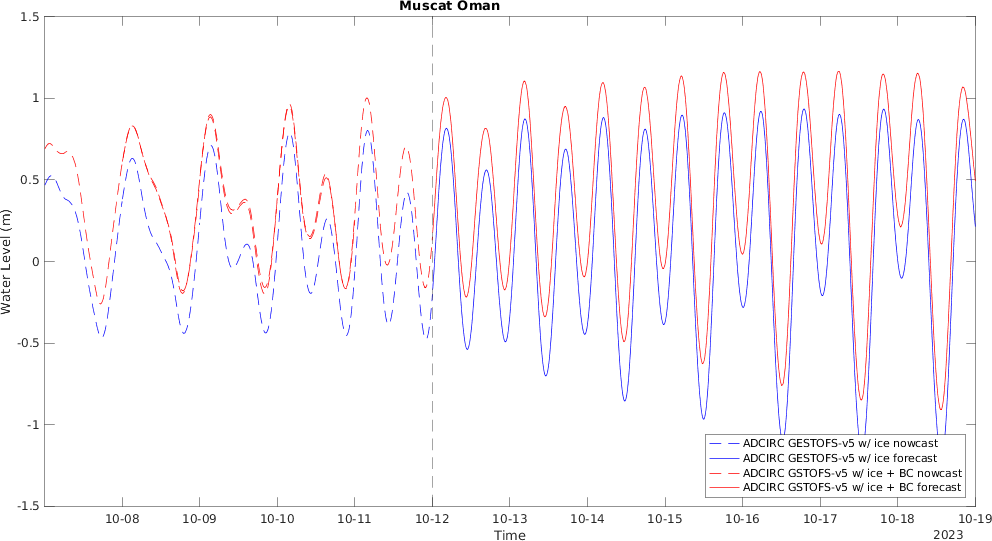 Muscat Oman
1.5
1
0.5
0
-0.5
-1
-1.5
Water Level (m)
10-08 10-09 10-10 10-11 10-12 10-13 10-14 10-15 10-16 10-17 10-18 10-19
Time
2023
ADCIRC GESTOFS-v5 w/ ice nowcast
ADCIRC GESTOFS-v5 w/ ice forecast
ADCIRC GSTOFS-v5 w/ ice + BC nowcast
ADCIRC GSTOFS-v5 w/ ice + BC forecast